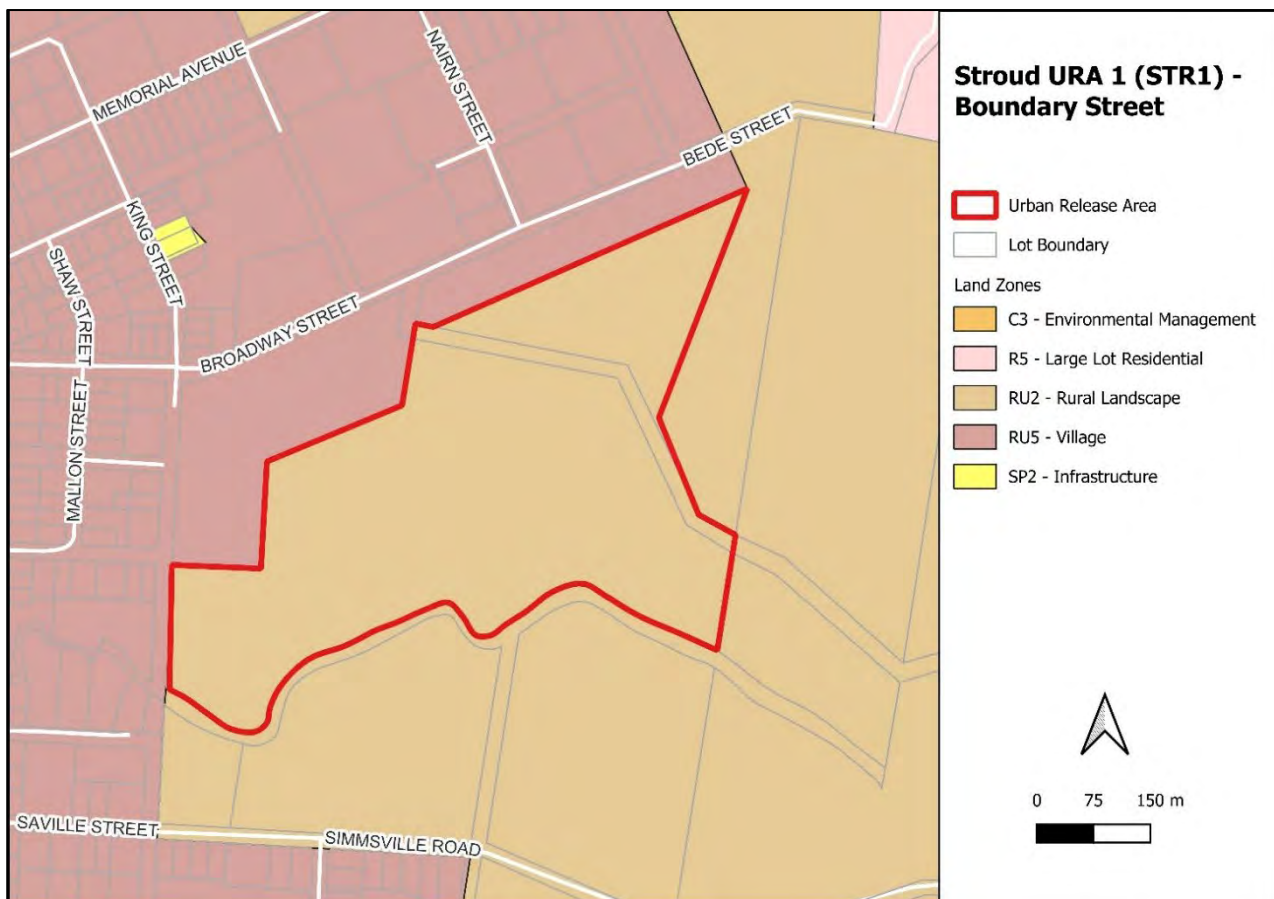 MEMORIAL AVENUE
NAIRN STREET
BEDE STREET
KING STREET
SHAW STREET
BROADWAY STREET
MALLON STREET
SAVILLE STREET
SIMMSVILLE ROAD
Stroud URA 1 (STR1) -
Boundary Street
Urban Release Area
Lot Boundary
Land Zones
C3 - Environmental Management
R5 - Large Lot Residential
RU2 - Rural Landscape
RU5 - Village
SP2 - Infrastructure
0 75 150 m